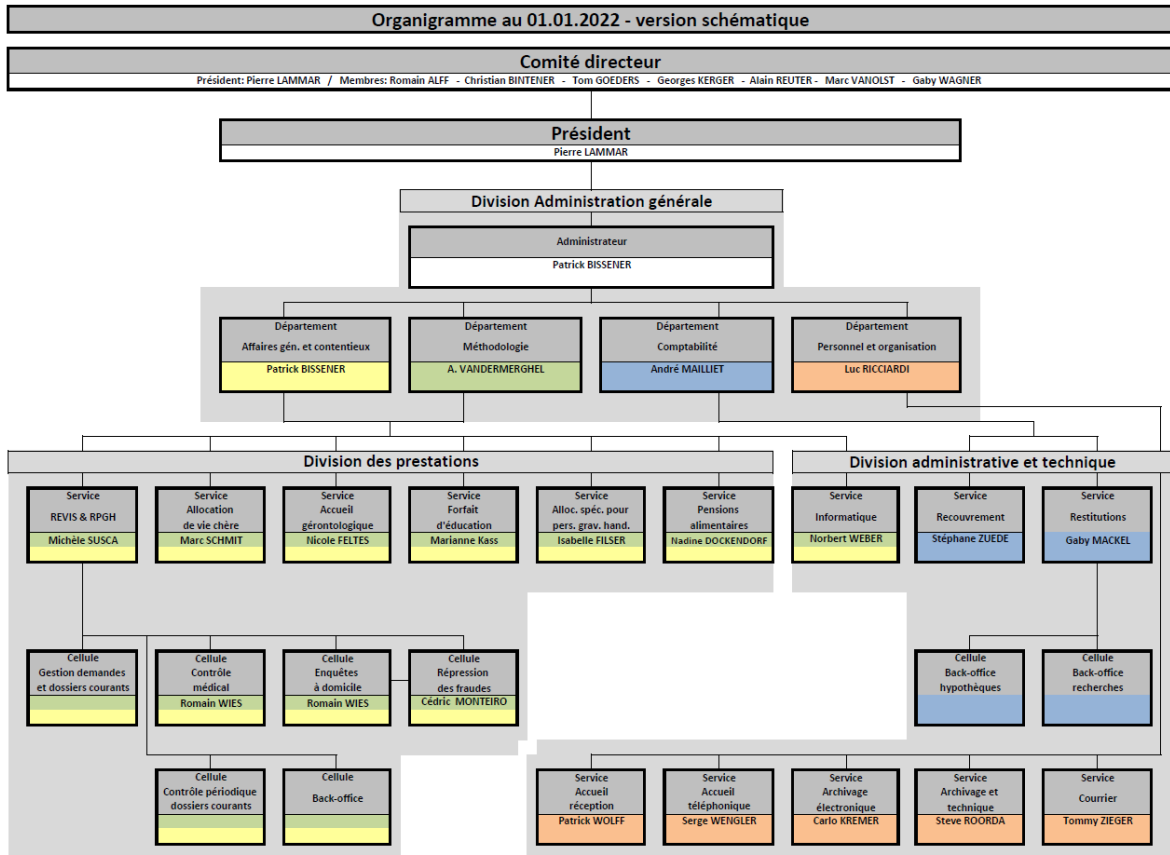 Organigramme au 01.01.2022 - version schématique
Comité directeur
Président: Pierre LAMMAR / Membres: Romain ALFF - Christian BINTENER - Tom GOEDERS - Georges KERGER - Alain REUTER - Marc VANOLST - Gaby WAGNER
Président
Pierre LAMMAR
Division Administration générale
Administrateur
Patrick BISSENER
Département
Affaires gén. et contentieux
Patrick BISSENER
Département
Méthodologie
A. VANDERMERGHEL
Département
Comptabilité
André MAILLIET
Département
Personnel et organisation
Luc RICCIARDI
Division des prestations
Division administrative et technique
Service
REVIS & RPGH
Michèle SUSCA
Service
Allocation
de vie chère
Marc SCHMIT
Service
Accueil
gérontologique
Nicole FELTES
Service
Forfait
d'éducation
Marianne Kass
Service
Alloc. spéc. pour
pers. grav. hand.
Isabelle FILSER
Service
Pensions
alimentaires
Nadine DOCKENDORF
Service
Informatique
Norbert WEBER
Service
Recouvrement
Stéphane ZUEDE
Service
Restitutions
Gaby MACKEL
Cellule
Gestion demandes
et dossiers courants
Cellule
Contrôle
médical
Romain WIES
Cellule
Enquêtes
à domicile
Romain WIES
Cellule
Répression
des fraudes
Cédric MONTEIRO
Cellule
Back-office
hypothèques
Cellule
Back-office
recherches
Cellule
Contrôle périodique
dossiers courants
Cellule
Back-office
Service
Accueil
réception
Patrick WOLFF
Service
Accueil
téléphonique
Serge WENGLER
Service
Archivage
électronique
Carlo KREMER
Service
Archivage et
technique
Steve ROORDA
Service
Courrier
Tommy ZIEGER